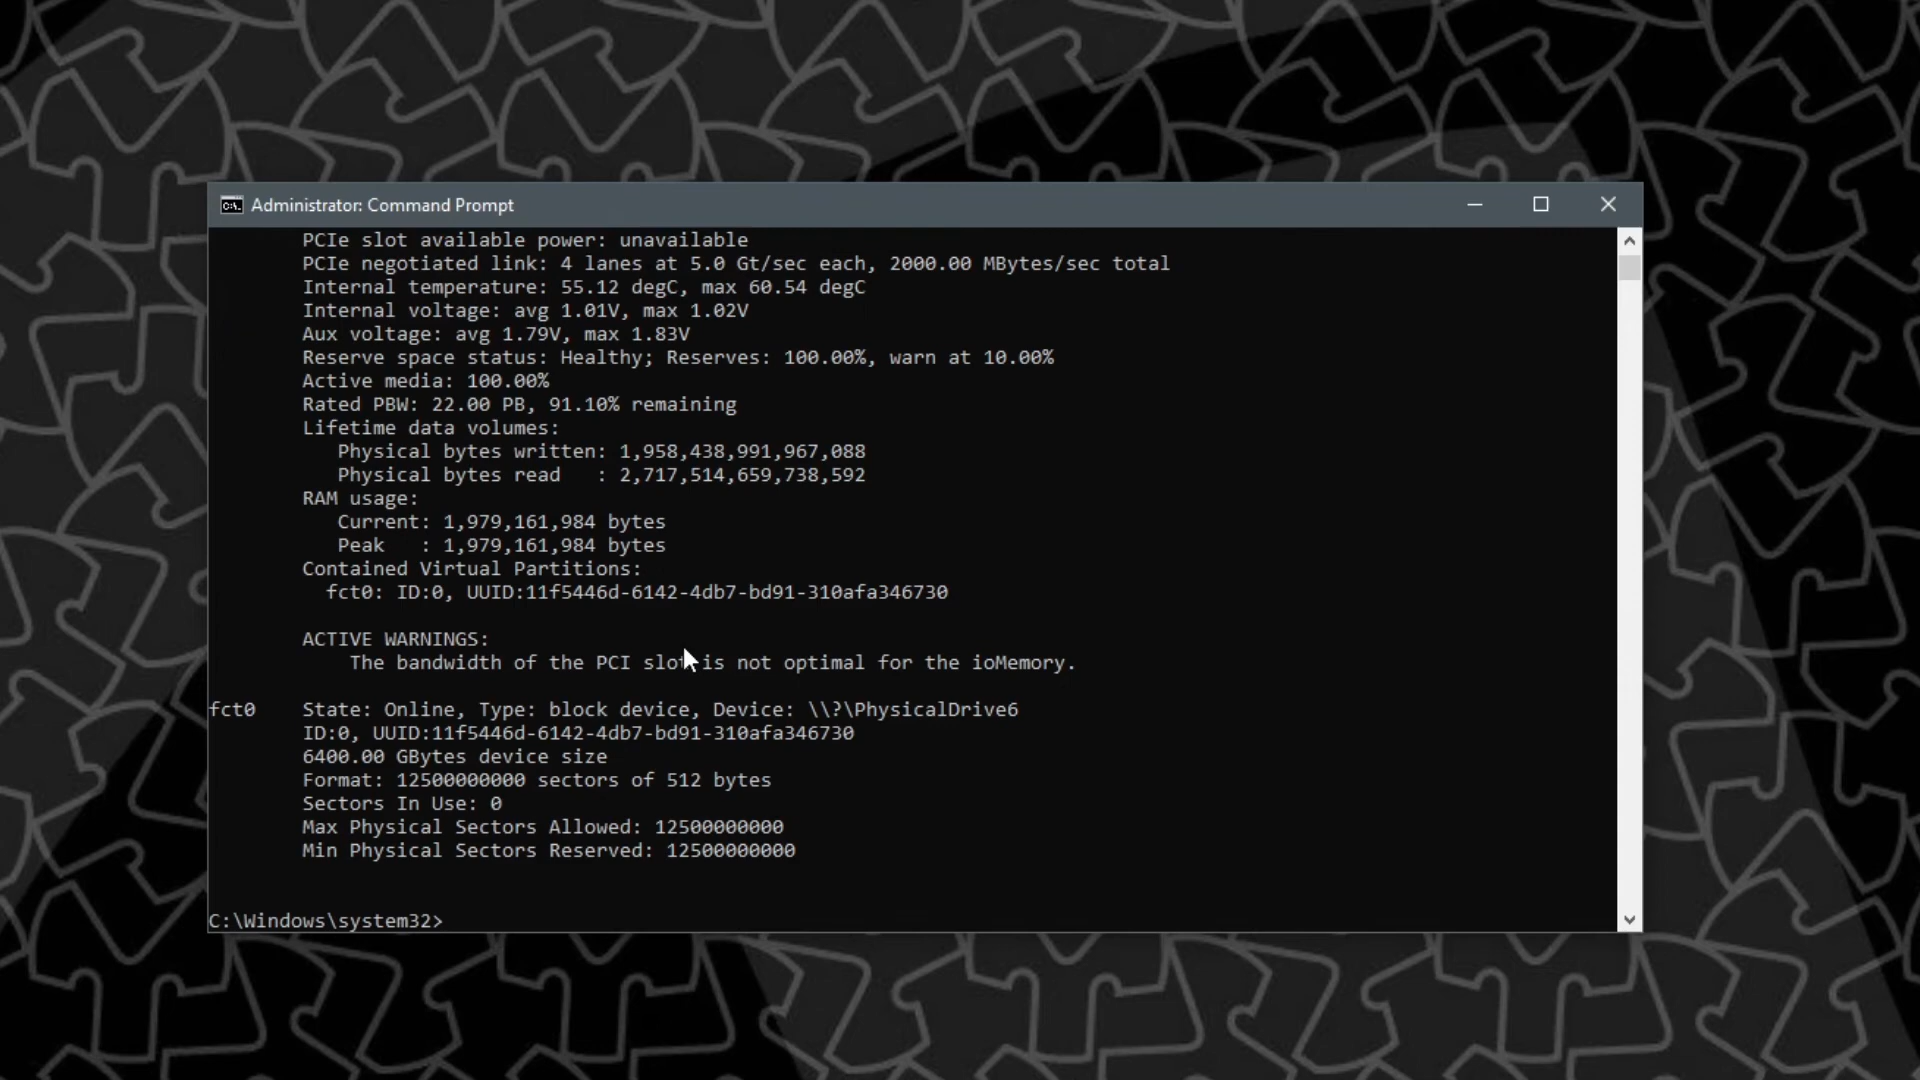 Administrator: Command Prompt
PCIe slot available power: unavailable
PCIe negotiated link: 4 lanes at 5.0 Gt/sec each, 2000.00 MBytes/sec total
Internal temperature: 55.12 degC, max 60.54 degC
Internal voltage: avg 1.01V, max 1.02V
Aux voltage: avg 1.79V, max 1.83V
Reserve space status: Healthy; Reserves: 100.00%, warn at 10.00%
Active media: 100.00%
Rated PBW: 22.00 PB, 91.10% remaining
Lifetime data volumes:
Physical bytes written: 1,958,438,991,967,088
Physical bytes read : 2,717,514,659,738,592
RAM usage:
Current: 1,979,161,984 bytes
Peak : 1,979,161,984 bytes
Contained Virtual Partitions:
fct0: ID:0, UUID:11f5446d-6142-4db7-bd91-310afa346730
ACTIVE WARNINGS:
The bandwidth of the PCI slot is not optimal for the ioMemory.
fct0 State: Online, Type: block device, Device: \\?\PhysicalDrive6
ID:0, UUID:11f5446d-6142-4db7-bd91-310afa346730
6400.00 GBytes device size
Format: 12500000000 sectors of 512 bytes
Sectors In Use: 0
Max Physical Sectors Allowed: 12500000000
Min Physical Sectors Reserved: 12500000000
C:\Windows\system32>